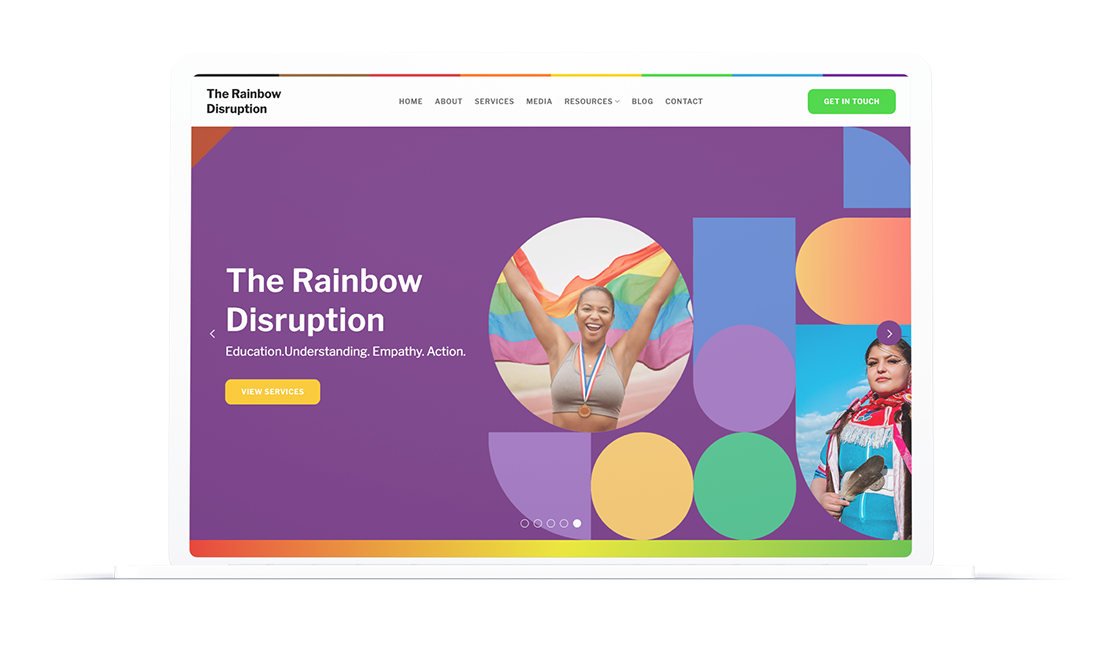 The Rainbow
Disruption
HOME ABOUT SERVICES MEDIA RESOURCES BLOG CONTACT
GET IN TOUCH
The Rainbow
Disruption
Education.Understanding. Empathy. Action.
VIEW SERVICES